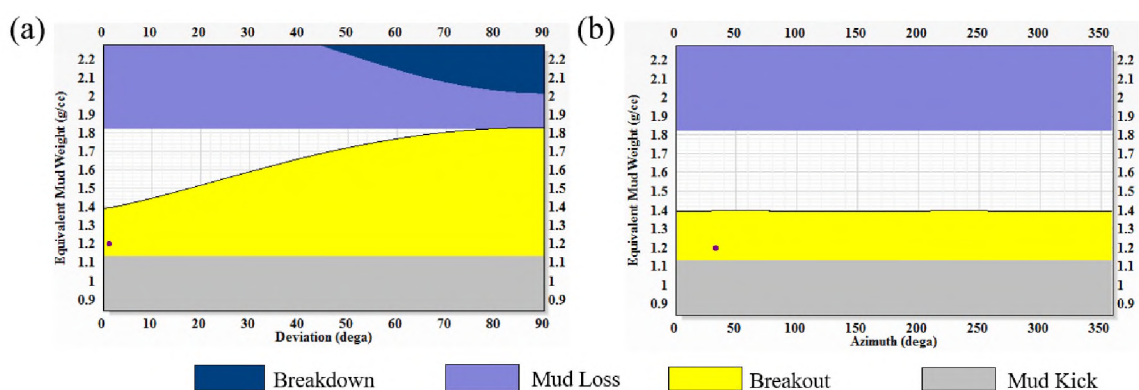 (a)
0 10 20 30 40 50 60 70 80 90
2.2 2.2
2.1 2.1
2 2
1.9 1.9
1.8 1.8
1.7 1.7
1.6 1.6
1.5 1.5
1.4 1.4
1.3 1.3
1.2 1.2
1.1 1.1
1 1
0.9 0.9
Equivalent Mud Weight (g/cc)
0 10 20 30 40 50 60 70 80 90
Deviation (dega)
(b)
0 50 100 150 200 250 300 350
2.2 2.2
2.1 2.1
2 2
1.9 1.9
1.8 1.8
1.7 1.7
1.6 1.6
1.5 1.5
1.4 1.4
1.3 1.3
1.2 1.2
1.1 1.1
1 1
0.9 0.9
Equivalent Mud Weight (g/cc)
0 50 100 150 200 250 300 350
Azimuth (dega)
Breakdown Mud Loss Breakout Mud Kick